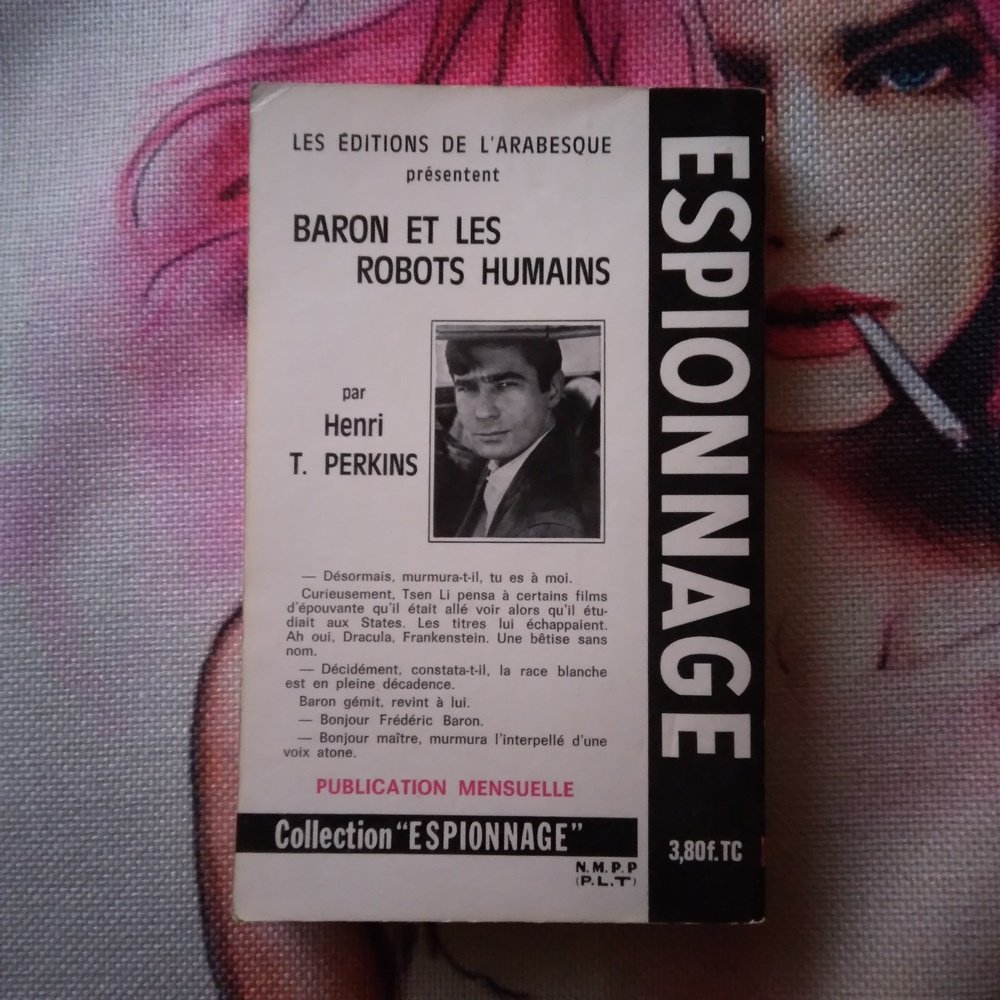 LES ÉDITIONS DE L'ARABESQUE
présentent
BARON ET LES
ROBOTS HUMAINS
par
Henri
T. PERKINS
— Désormais, murmura-t-il, tu es à moi.
Curieusement, Tsen Li pensa à certains films
d'épouvante qu'il était allé voir alors qu'il étu-
diait aux States. Les titres lui échappaient.
Ah oui, Dracula, Frankenstein. Une bêtise sans
nom.
— Décidément, constata-t-il, la race blanche
est en pleine décadence.
Baron gémit, revint à lui.
— Bonjour Frédéric Baron.
— Bonjour maître, murmura l'interpellé d'une
voix atone.
PUBLICATION MENSUELLE
Collection "ESPIONNAGE"
N.M.P.P
(P.L.T)
ESPIONNAGE
3,80f.TC